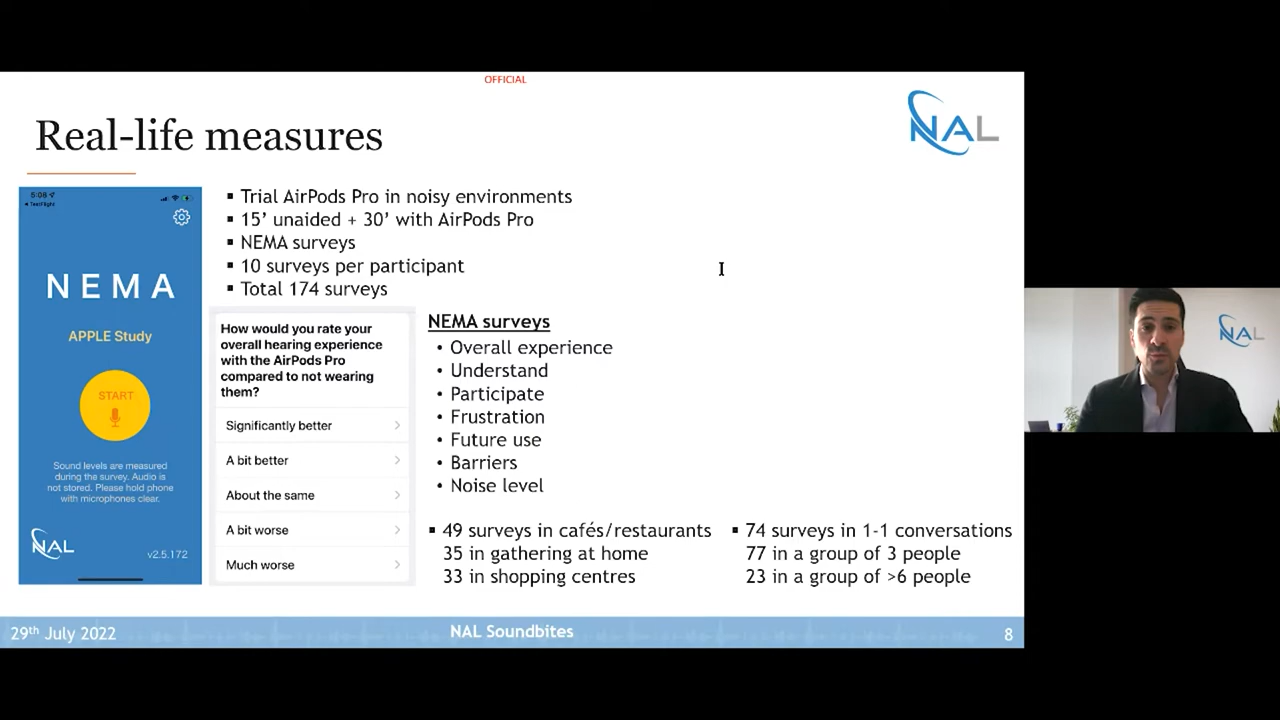 OFFICIAL
Real-life measures
NAL
5:08
TestFlight
NEMA
APPLE Study
START
Sound levels are measured
during the survey. Audio is
not stored. Please hold phone
with microphones clear.
NAL
v2.5.172
▪ Trial AirPods Pro in noisy environments
▪ 15’ unaided + 30’ with AirPods Pro
▪ NEMA surveys
▪ 10 surveys per participant
▪ Total 174 surveys
How would you rate your
overall hearing experience
with the AirPods Pro
compared to not wearing
them?
Significantly better
A bit better
About the same
A bit worse
Much worse
NEMA surveys
• Overall experience
• Understand
• Participate
• Frustration
• Future use
• Barriers
• Noise level
▪ 49 surveys in cafés/restaurants
35 in gathering at home
33 in shopping centres
▪ 74 surveys in 1-1 conversations
77 in a group of 3 people
23 in a group of >6 people
NAL
29th July 2022
NAL Soundbites
8